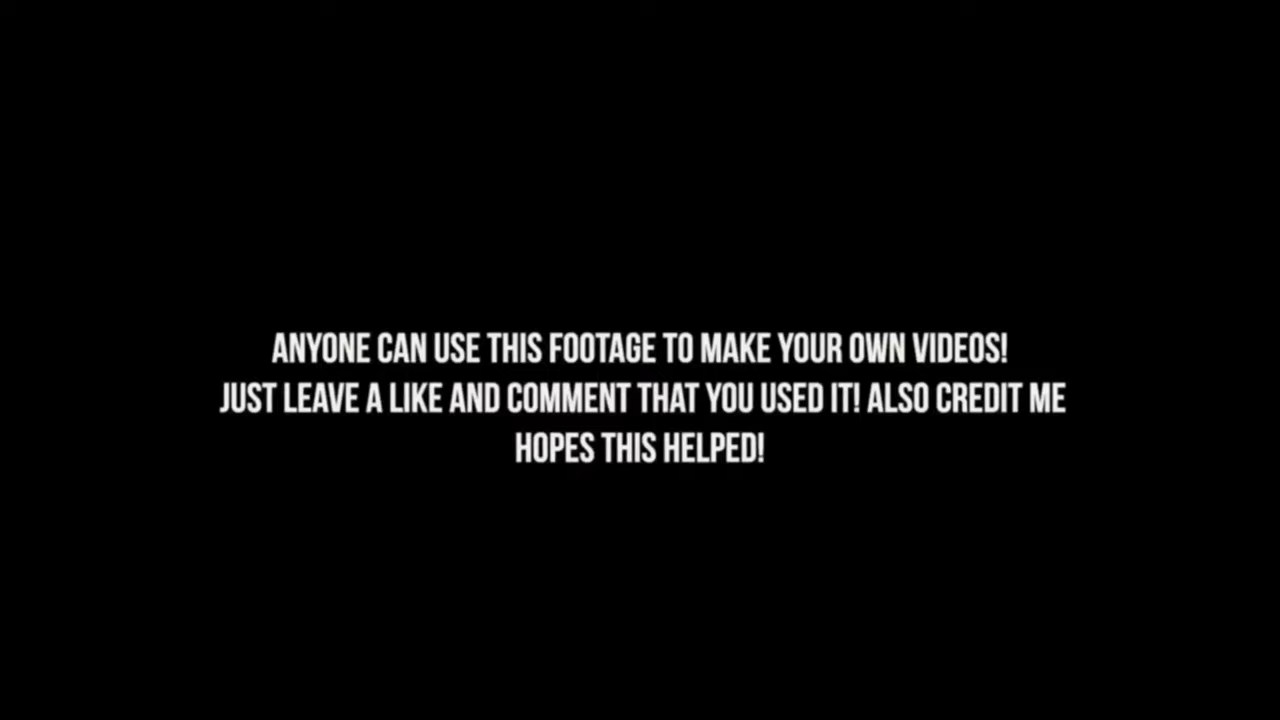 ANYONE CAN USE THIS FOOTAGE TO MAKE YOUR OWN VIDEOS!
JUST LEAVE A LIKE AND COMMENT THAT YOU USED IT! ALSO CREDIT ME
HOPES THIS HELPED!